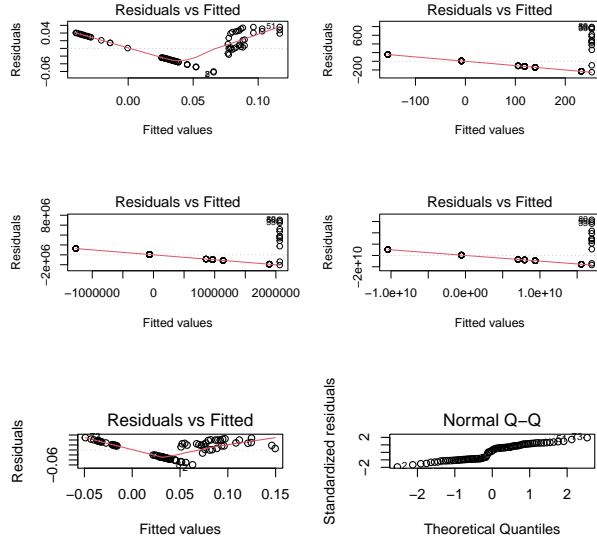 Residuals vs Fitted
Residuals
−0.06
0.04
51
8
0.00
0.05
0.10
Fitted values
Residuals vs Fitted
Residuals
−200
600
−100
0
100
200
Fitted values
Residuals vs Fitted
Residuals
−2e+06
8e+06
−1000000
0
1000000
2000000
Fitted values
Residuals vs Fitted
Residuals
−2e+10
−1.0e+10
0.0e+00
1.0e+10
Fitted values
Residuals vs Fitted
Residuals
−0.06
−0.05
0.00
0.05
0.10
0.15
Fitted values
Normal Q−Q
Standardized residuals
−2
2
−2
−1
0
1
2
Theoretical Quantiles